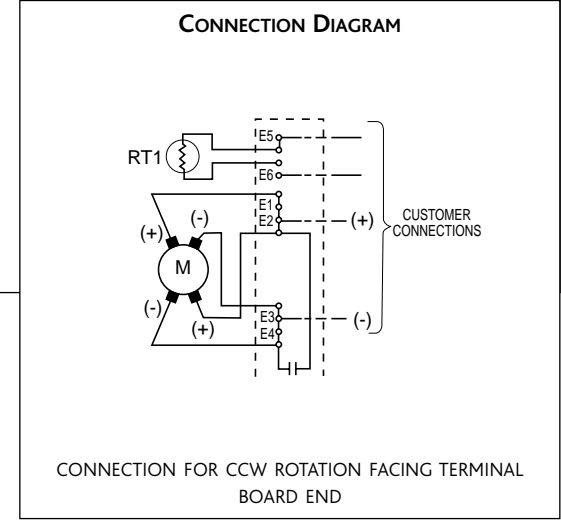 CONNECTION DIAGRAM
E5
RT1
E6
E1
(-)
E2
(+)
CUSTOMER
(+)
CONNECTIONS
M
(-)
E3
(-)
(+)
E4
CONNECTION FOR CCW ROTATION FACING TERMINAL
BOARD END